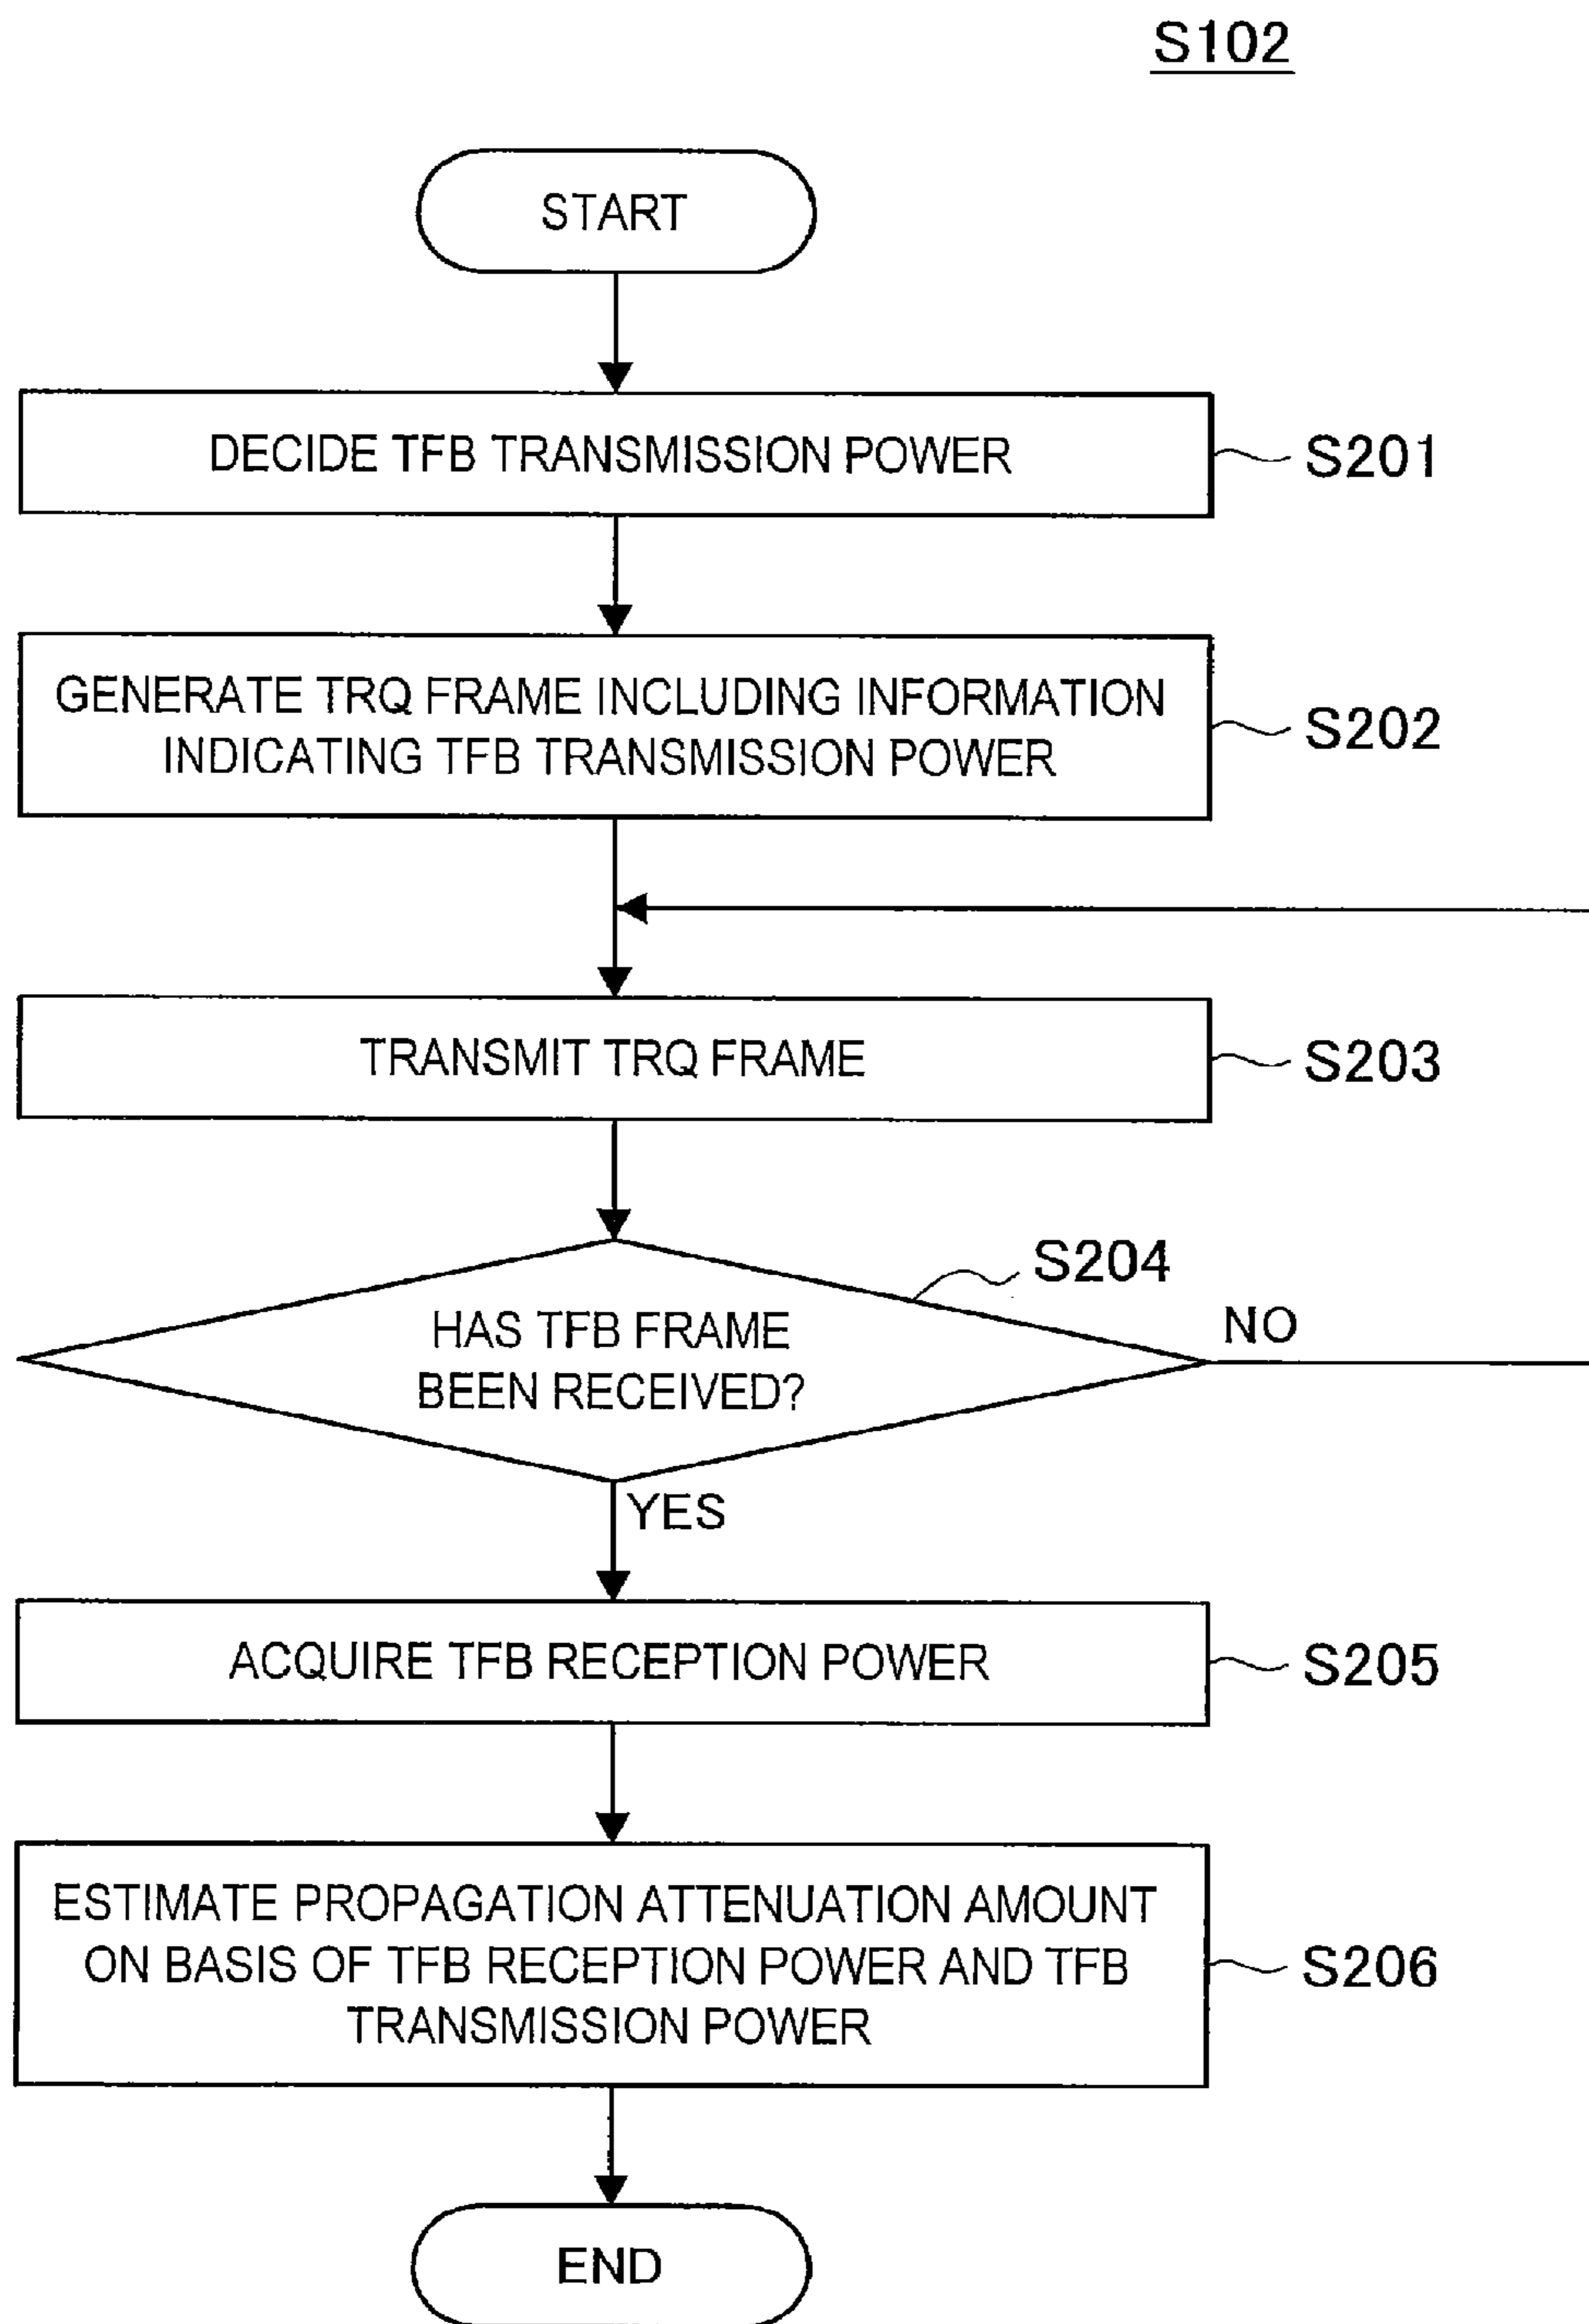 S102
START
DECIDE TFB TRANSMISSION POWER
S201
GENERATE TRQ FRAME INCLUDING INFORMATION
INDICATING TFB TRANSMISSION POWER
S202
TRANSMIT TRQ FRAME
S203
S204
HAS TFB FRAME
BEEN RECEIVED?
NO
YES
ACQUIRE TFB RECEPTION POWER
S205
ESTIMATE PROPAGATION ATTENUATION AMOUNT
ON BASIS OF TFB RECEPTION POWER AND TFB
TRANSMISSION POWER
S206
END